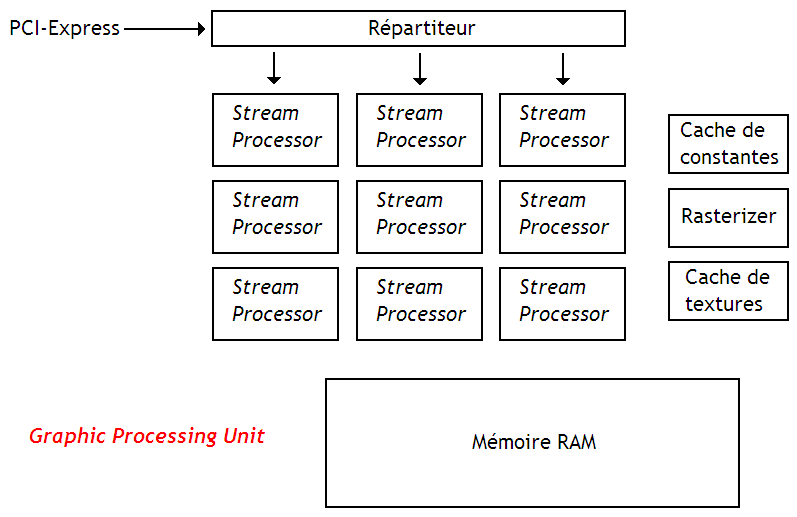 PCI-Express
Répartiteur
Stream
Processor
Stream
Processor
Stream
Processor
Cache de
constantes
Stream
Processor
Stream
Processor
Stream
Processor
Rasterizer
Stream
Processor
Stream
Processor
Stream
Processor
Cache de
textures
Graphic Processing Unit
Mémoire RAM